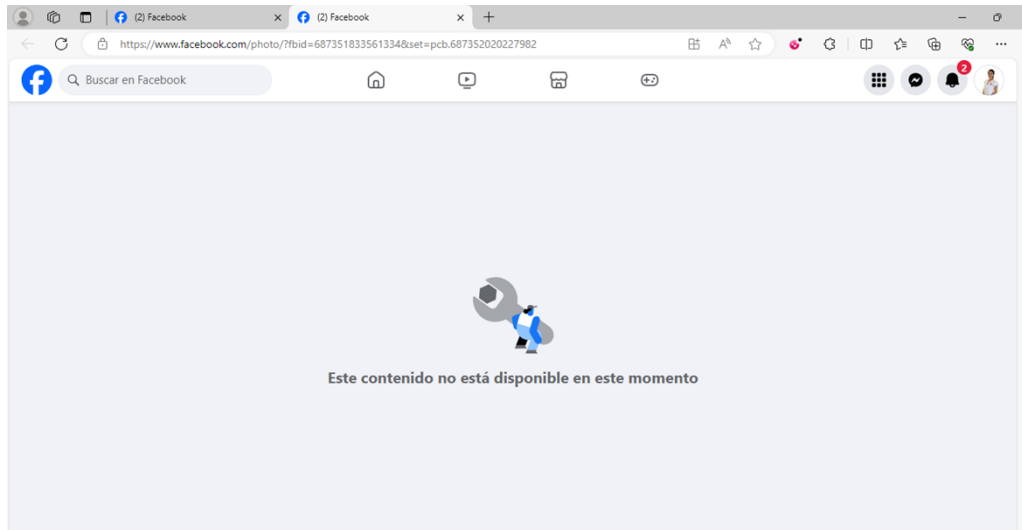 (2) Facebook
(2) Facebook
https://www.facebook.com/photo/?fbid=687351833561334&set=pcb.687352020227982
Buscar en Facebook
2
Este contenido no está disponible en este momento